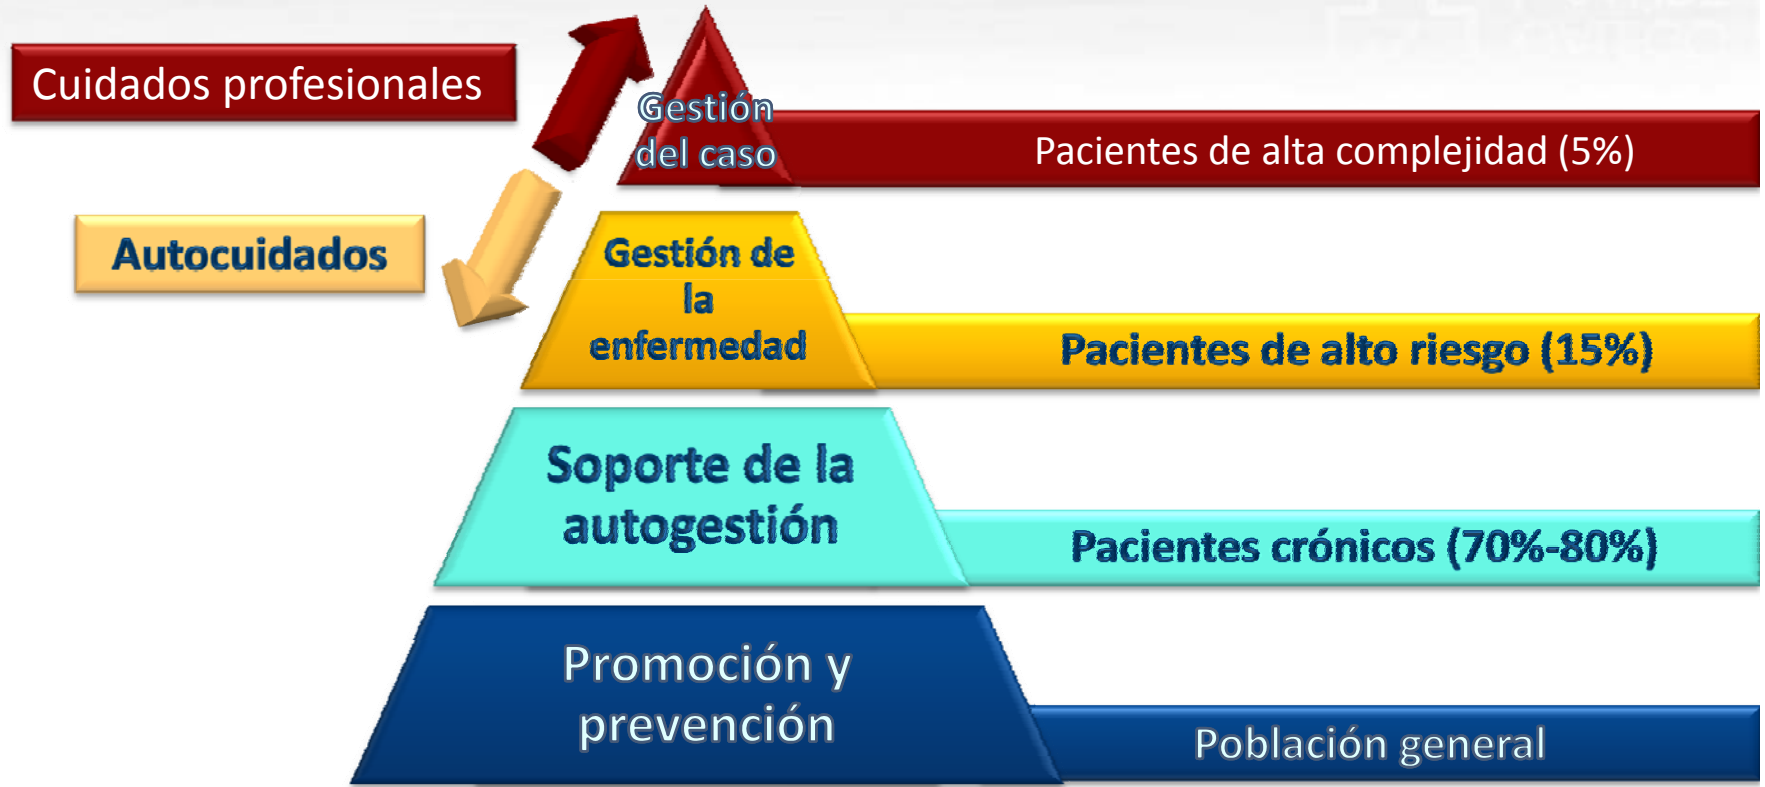 Cuidados profesionales
Gestión
del caso
Pacientes de alta complejidad (5%)
Autocuidados
Gestión de
la
enfermedad
Pacientes de alto riesgo (15%)
Soporte de la
autogestión
Pacientes crónicos (70%-80%)
Promoción y
prevención
Población general